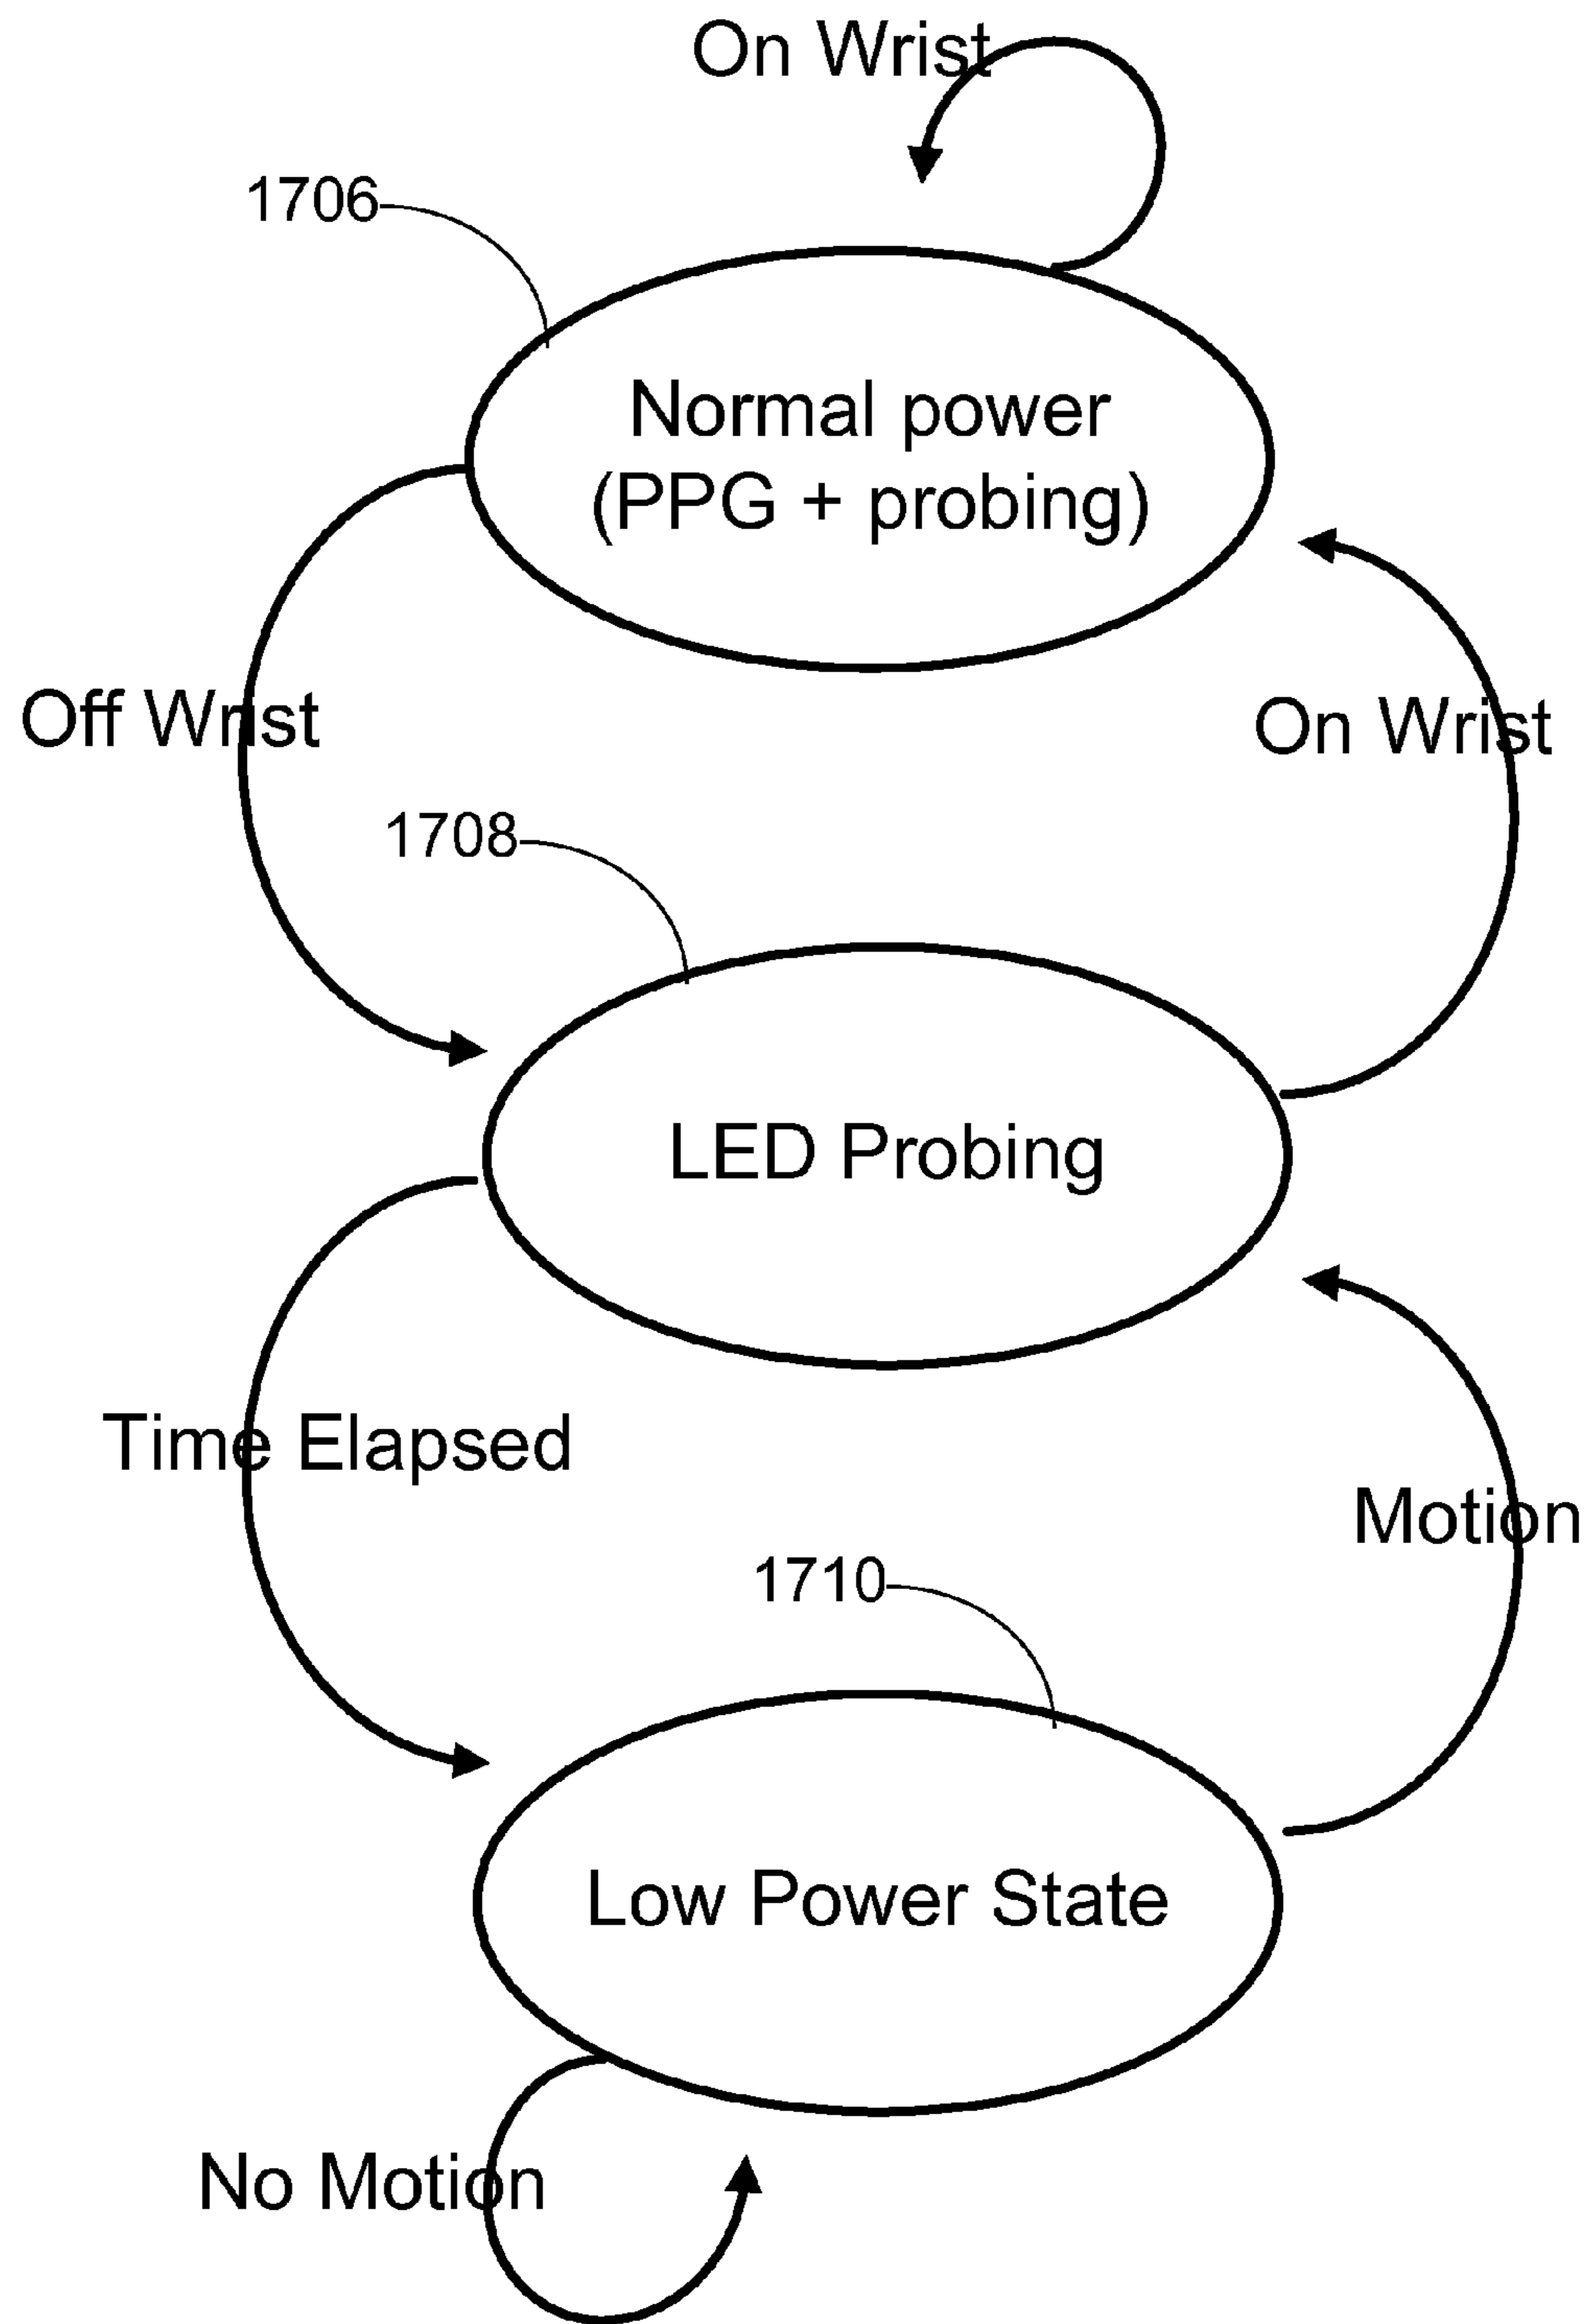 On Wrist
1706
Normal power
(PPG + probing)
Off Wrist
On Wrist
1708
LED Probing
Time Elapsed
Motion
1710
Low Power State
No Motion